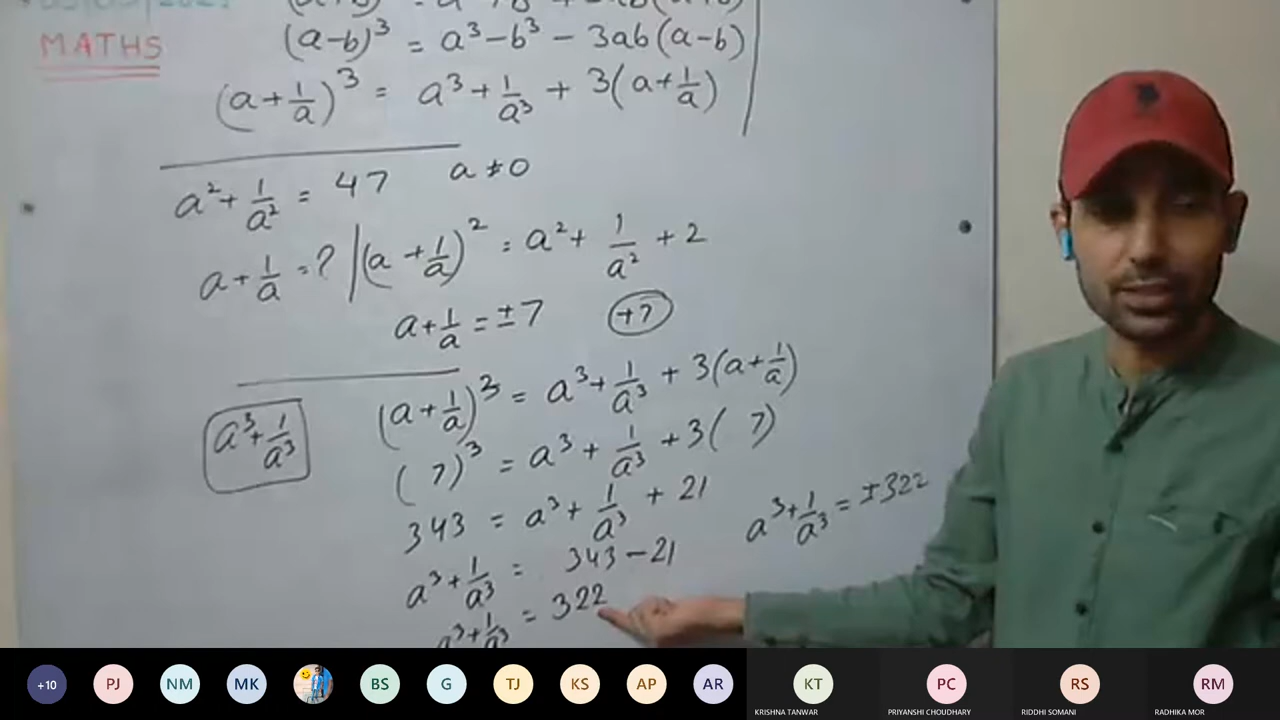 MATHS
(a-b)³ = a³-b³-3ab(a-b)
(a+1/a)³ = a³+1/a³+3(a+1/a)
a²+1/a² = 47 a≠0
a+1/a=? | (a+1/a)² = a²+1/a²+2
a+1/a=±7 +7
a³+1/a³
(a+1/a)³ = a³+1/a³+3(a+1/a)
(7)³ = a³+1/a³+3(7)
343 = a³+1/a³+21
a³+1/a³=±322
a³+1/a³ = 343-21
a³+1/a³ = 322
+10 PJ NM MK BS G TJ KS AP AR KT PC RS RM
KRISHNA TANWAR PRIYANSHI CHOUDHARY RIDDHI SOMANI RADHIKA MOR